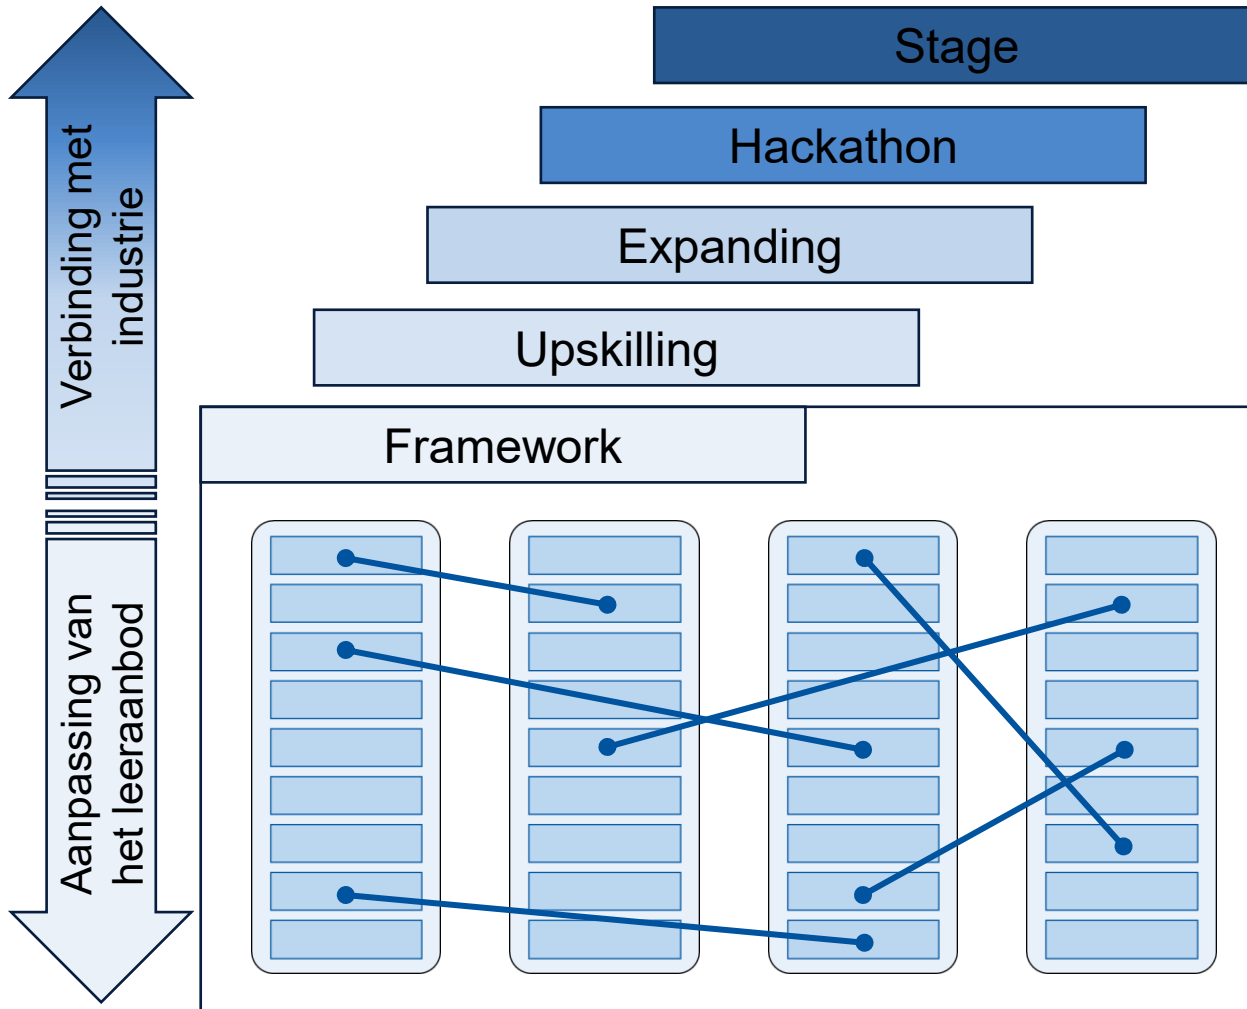 Stage
Hackathon
Expanding
Upskilling
Framework
Verbinding met
industrie
Aanpassing van
het leeraanbod